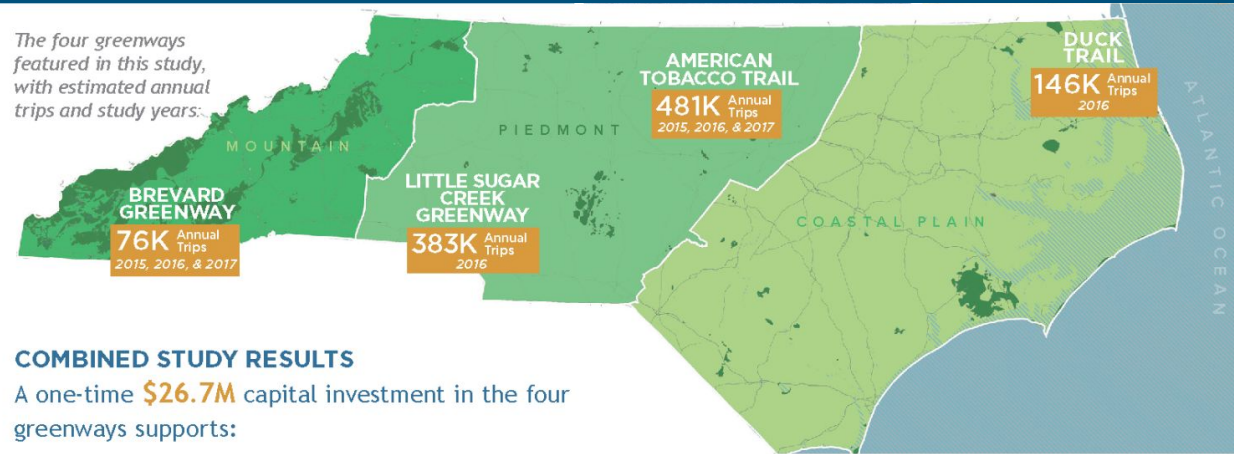 The four greenways
featured in this study,
with estimated annual
trips and study years:
MOUNTAIN
BREVARD
GREENWAY
76K Annual Trips
2015, 2016, & 2017
PIEDMONT
LITTLE SUGAR
CREEK
GREENWAY
383K Annual Trips
2016
AMERICAN
TOBACCO TRAIL
481K Annual Trips
2015, 2016, & 2017
COASTAL PLAIN
DUCK
TRAIL
146K Annual Trips
2016
ATLANTIC OCEAN
COMBINED STUDY RESULTS
A one-time $26.7M capital investment in the four
greenways supports: